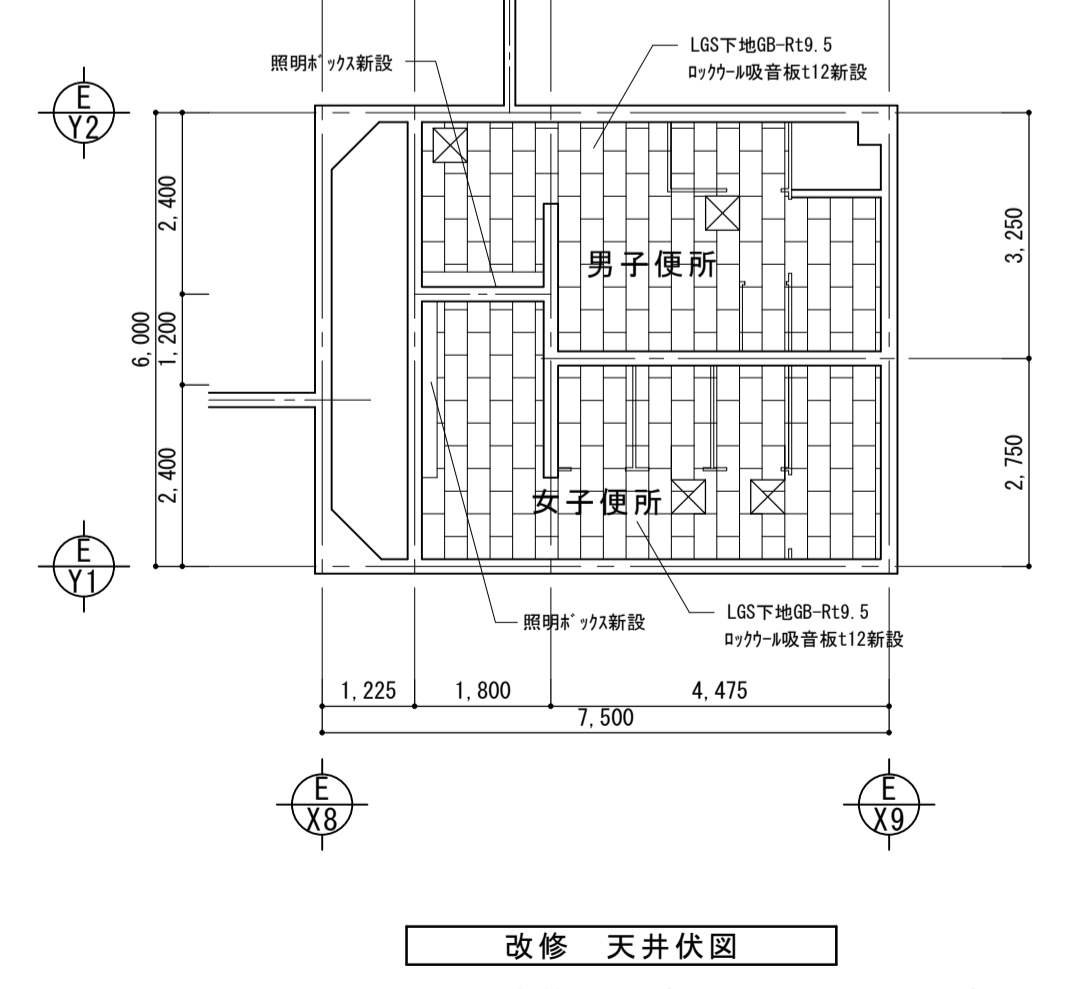 照明ﾎﾞｯｸｽ新設
LGS下地GB-Rt9.5
ﾛｯｸｳｰﾙ吸音板t12新設
E
Y2
2,400
3,250
男子便所
6,000
1,200
2,400
2,750
女子便所
E
Y1
照明ﾎﾞｯｸｽ新設
LGS下地GB-Rt9.5
ﾛｯｸｳｰﾙ吸音板t12新設
1,225
1,800
4,475
7,500
E
X8
E
X9
改修　天井伏図